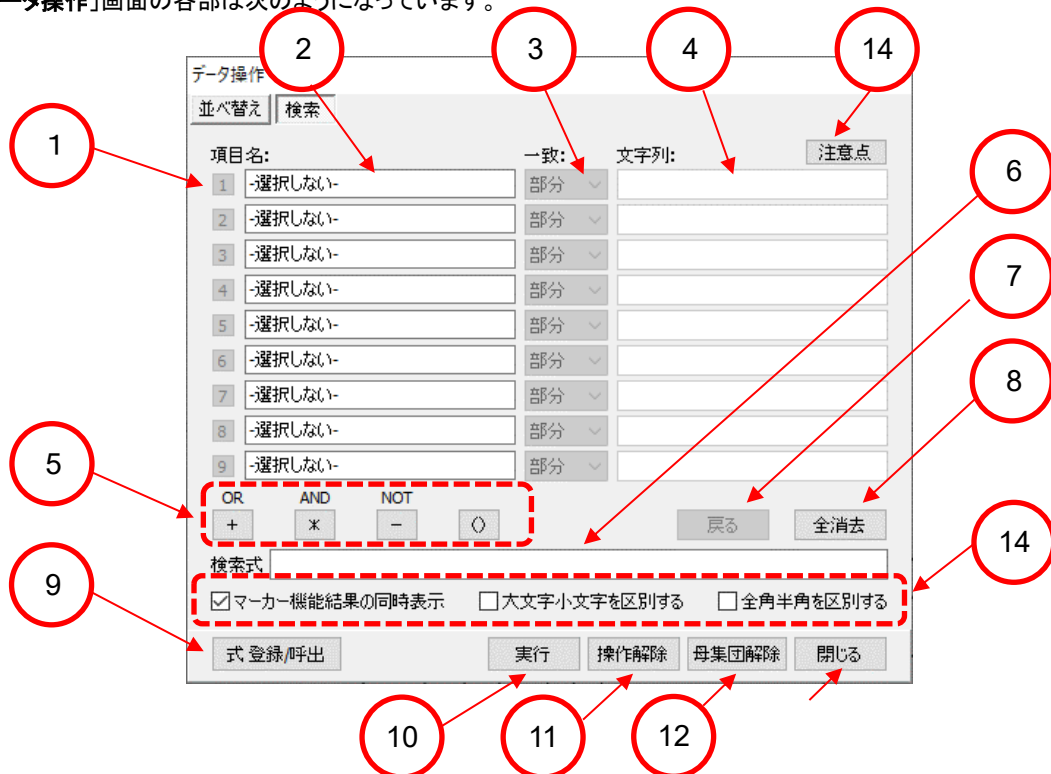 ータ操作｣画面の各部は次のようになっています。
2
3
4
14
データ操作
並べ替え 検索
1
項目名: 一致: 文字列: 注意点
6
1 -選択しない- 部分
2 -選択しない- 部分
3 -選択しない- 部分
7
4 -選択しない- 部分
5 -選択しない- 部分
6 -選択しない- 部分
8
7 -選択しない- 部分
8 -選択しない- 部分
5
9 -選択しない- 部分
OR AND NOT
+ * − () 戻る 全消去
14
検索式
9
マーカー機能結果の同時表示 大文字小文字を区別する 全角半角を区別する
式 登録/呼出 実行 操作解除 母集団解除 閉じる
10
11
12